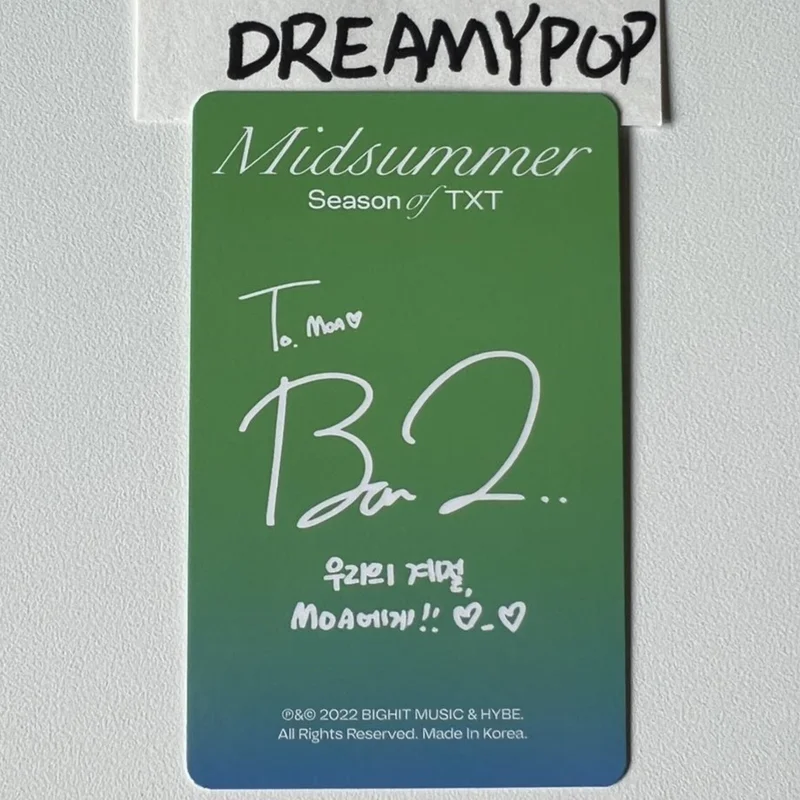 DREAMYPOP
Midsummer
Season of TXT
To. MOA♡
우리의 계절,
MOA에게!! ♡_♡
℗&© 2022 BIGHIT MUSIC & HYBE.
All Rights Reserved. Made In Korea.